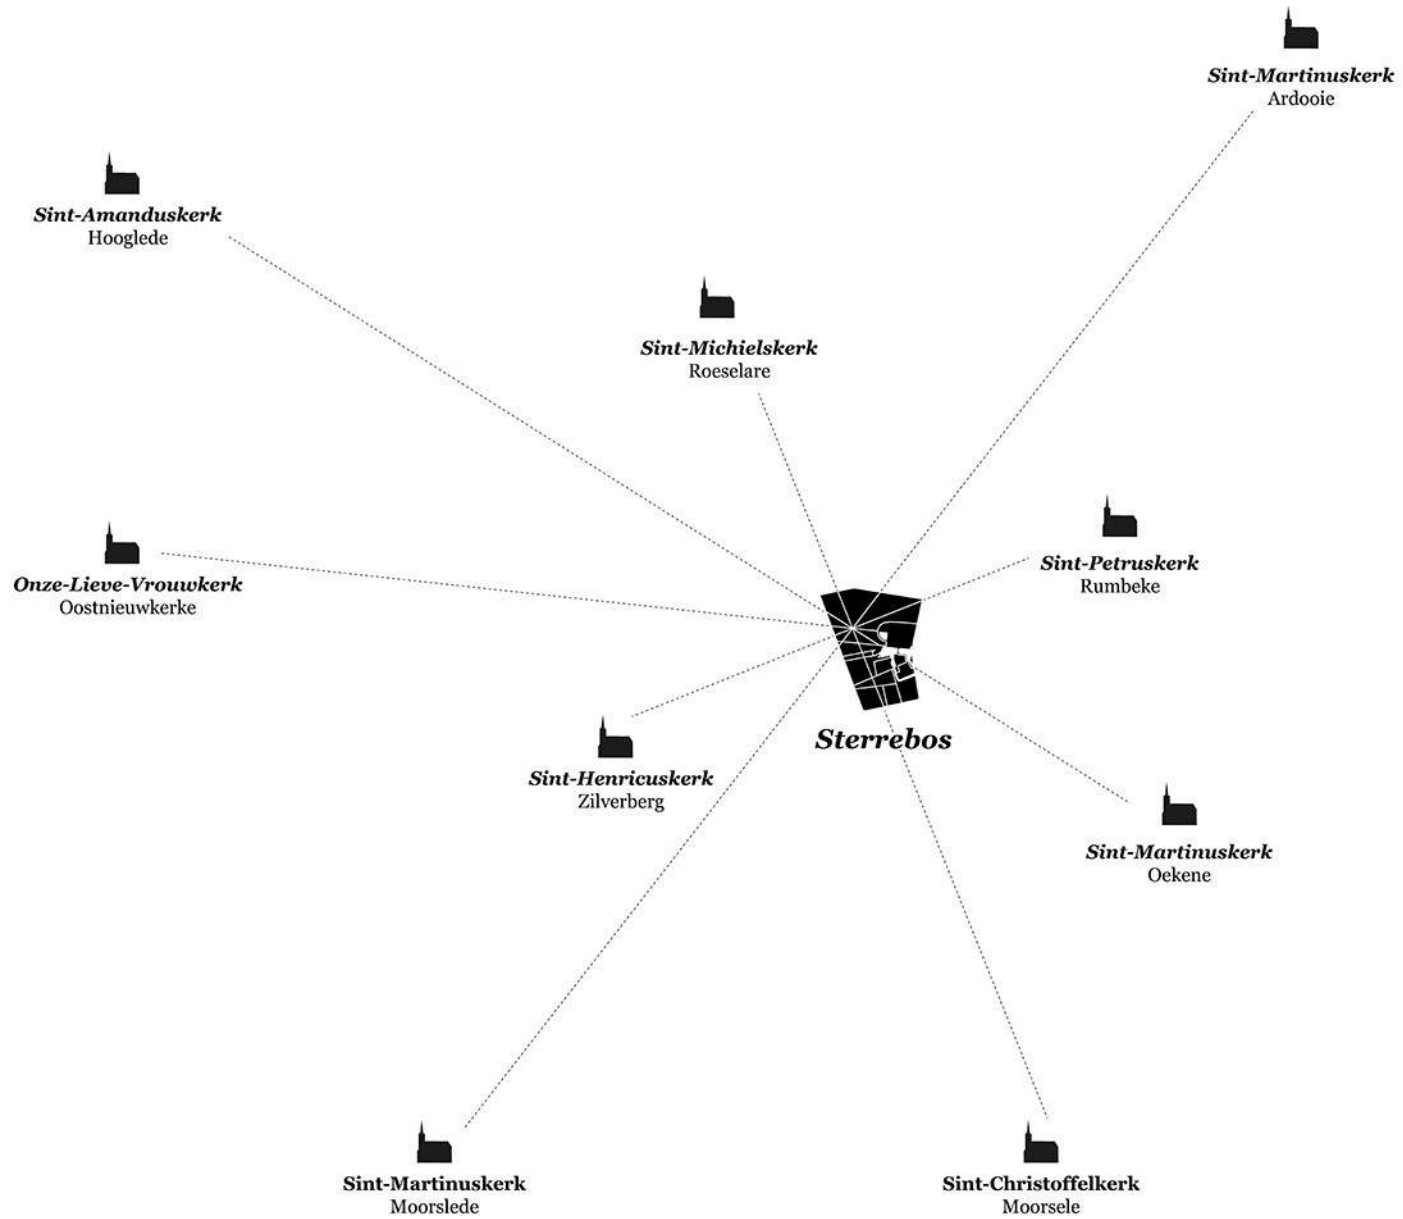 Sint-Martinuskerk
Ardooie
Sint-Amanduskerk
Hooglede
Sint-Michielskerk
Roeselare
Sint-Petruskerk
Rumbeke
Onze-Lieve-Vrouwkerk
Oostnieuwkerke
Sterrebos
Sint-Henricuskerk
Zilverberg
Sint-Martinuskerk
Oekene
Sint-Martinuskerk
Moorslede
Sint-Christoffelkerk
Moorsele